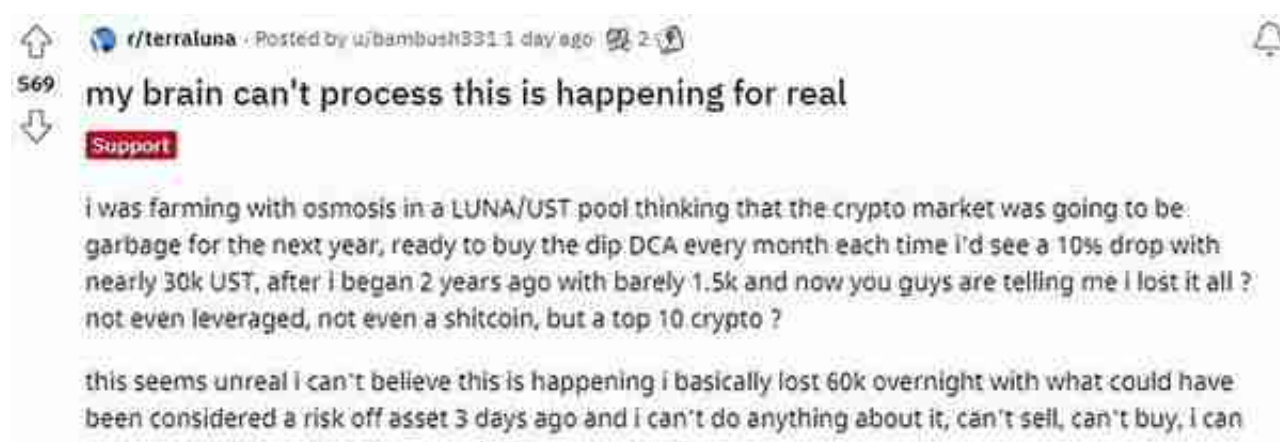 r/terraluna · Posted by u/bambush331 1 day ago 2
569
my brain can't process this is happening for real
Support
i was farming with osmosis in a LUNA/UST pool thinking that the crypto market was going to be
garbage for the next year, ready to buy the dip DCA every month each time i'd see a 10% drop with
nearly 30k UST, after i began 2 years ago with barely 1.5k and now you guys are telling me i lost it all ?
not even leveraged, not even a shitcoin, but a top 10 crypto ?
this seems unreal i can't believe this is happening i basically lost 60k overnight with what could have
been considered a risk off asset 3 days ago and i can't do anything about it, can't sell, can't buy, i can